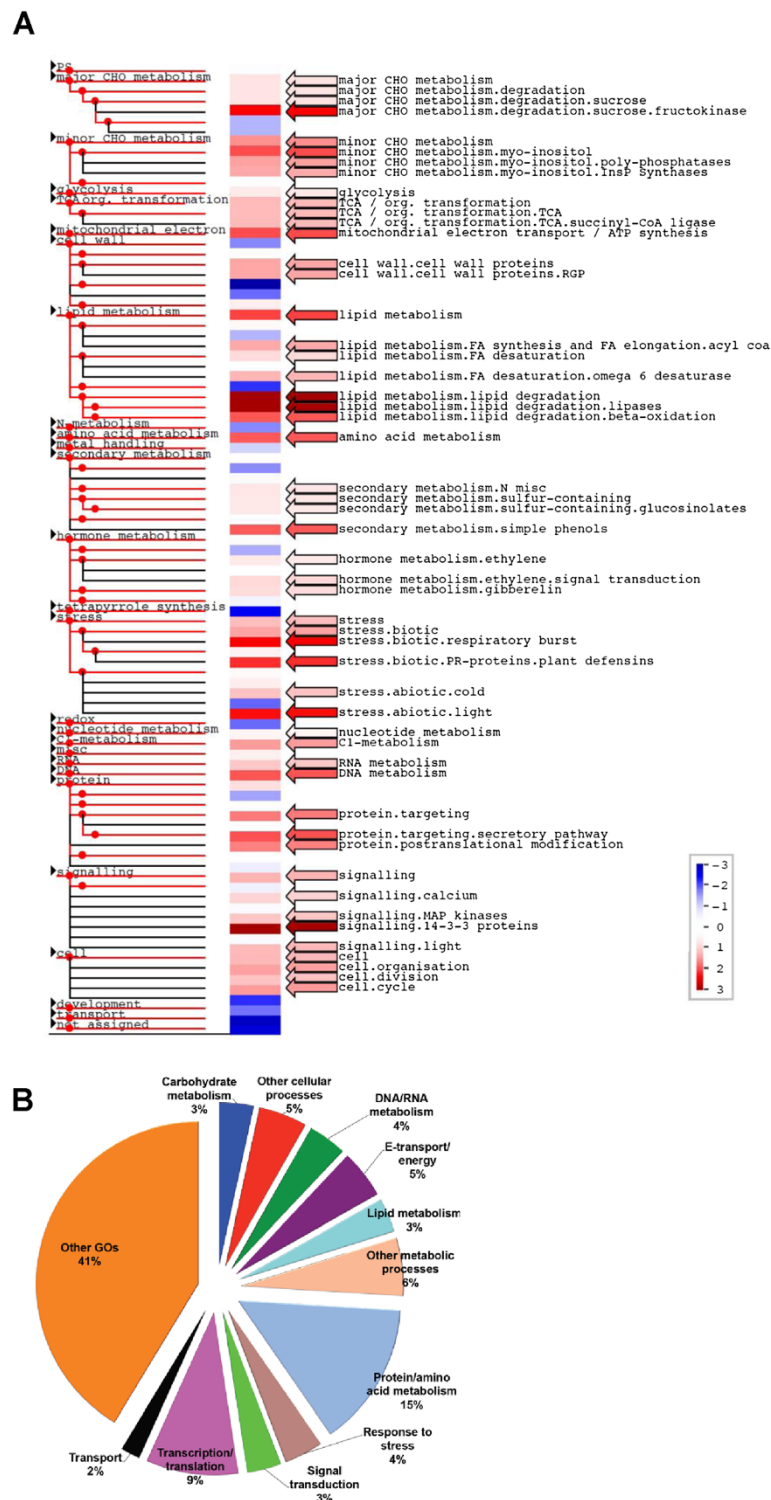 A
PS
major CHO metabolism
major CHO metabolism
major CHO metabolism.degradation
major CHO metabolism.degradation.sucrose
major CHO metabolism.degradation.sucrose.fructokinase
minor CHO metabolism
minor CHO metabolism
minor CHO metabolism.myo-inositol
minor CHO metabolism.myo-inositol.poly-phosphatases
minor CHO metabolism.myo-inositol.InsP Synthases
glycolysis
glycolysis
TCA org. transformation
TCA / org. transformation
TCA / org. transformation.TCA
TCA / org. transformation.TCA.succinyl-CoA ligase
mitochondrial electron
mitochondrial electron transport / ATP synthesis
cell wall
cell wall.cell wall proteins
cell wall.cell wall proteins.RGP
lipid metabolism
lipid metabolism
lipid metabolism.FA synthesis and FA elongation.acyl coa
lipid metabolism.FA desaturation
lipid metabolism.FA desaturation.omega 6 desaturase
lipid metabolism.lipid degradation
lipid metabolism.lipid degradation.lipases
lipid metabolism.lipid degradation.beta-oxidation
N metabolism
amino acid metabolism
amino acid metabolism
metal handling
secondary metabolism
secondary metabolism.N misc
secondary metabolism.sulfur-containing
secondary metabolism.sulfur-containing.glucosinolates
secondary metabolism.simple phenols
hormone metabolism
hormone metabolism.ethylene
hormone metabolism.ethylene.signal transduction
hormone metabolism.gibberelin
tetrapyrrole synthesis
stress
stress
stress.biotic
stress.biotic.respiratory burst
stress.biotic.PR-proteins.plant defensins
stress.abiotic.cold
stress.abiotic.light
redox
nucleotide metabolism
nucleotide metabolism
C1-metabolism
C1-metabolism
misc
RNA
RNA metabolism
DNA
DNA metabolism
protein
protein.targeting
protein.targeting.secretory pathway
protein.postranslational modification
signalling
signalling
signalling.calcium
signalling.MAP kinases
signalling.14-3-3 proteins
signalling.light
cell
cell
cell.organisation
cell.division
cell.cycle
development
transport
not assigned
-3
-2
-1
0
1
2
3
B
Carbohydrate
metabolism
3%
Other cellular
processes
5%
DNA/RNA
metabolism
4%
E-transport/
energy
5%
Lipid metabolism
3%
Other metabolic
processes
6%
Protein/amino
acid metabolism
15%
Response to
stress
4%
Signal
transduction
3%
Transcription/
translation
9%
Transport
2%
Other GOs
41%